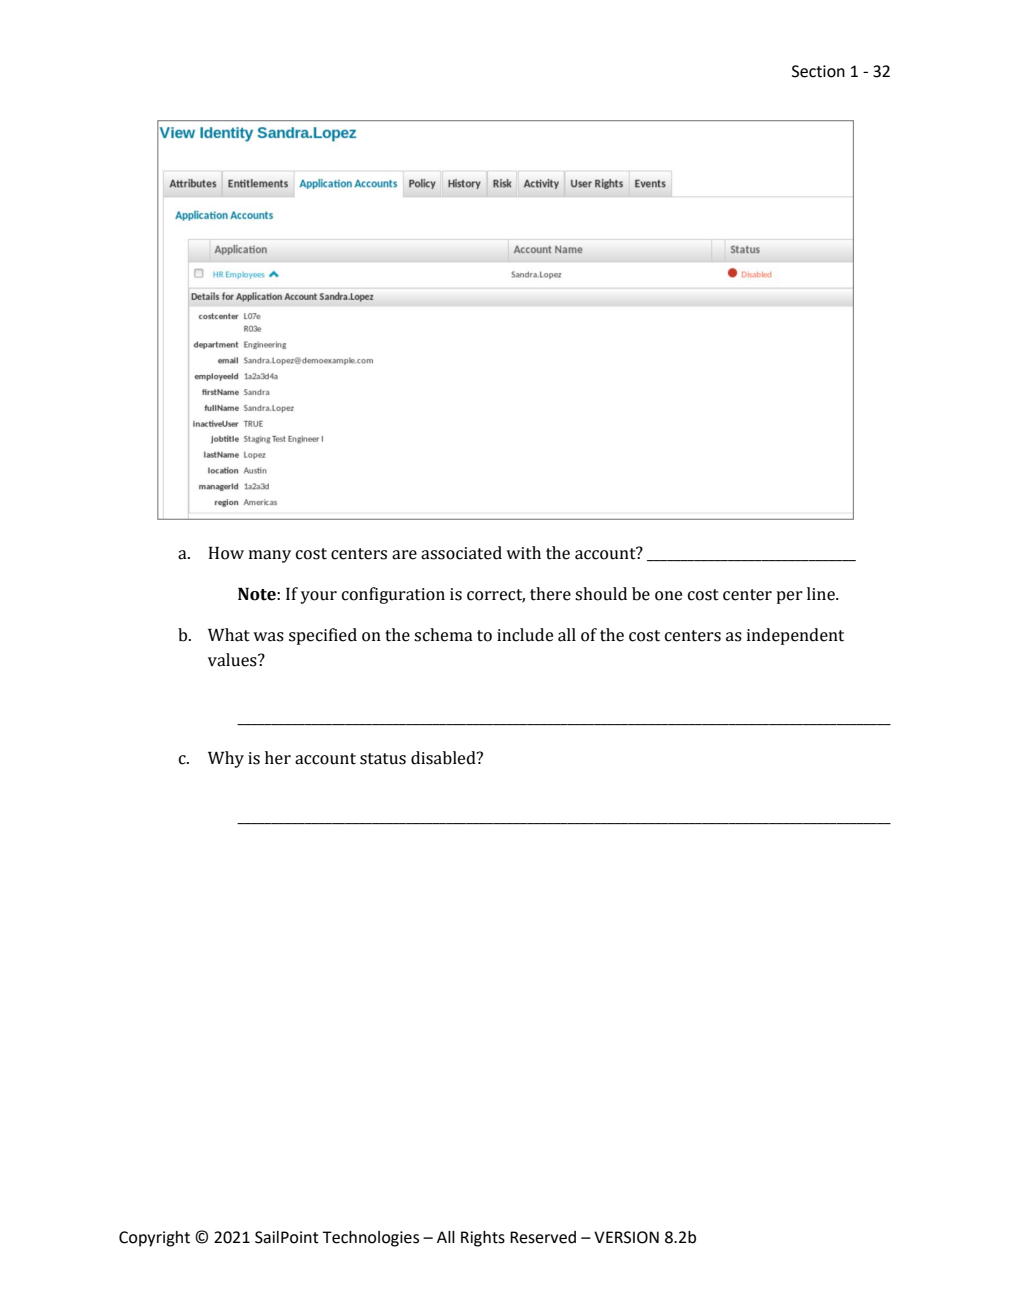 Section 1 - 32
View Identity Sandra.Lopez
Attributes Entitlements Application Accounts Policy History Risk Activity User Rights Events
Application Accounts
Application Account Name Status
HR Employees Sandra.Lopez Disabled
Details for Application Account Sandra.Lopez
costcenter L07e
R03e
department Engineering
email Sandra.Lopez@demoexample.com
employeeId 1a2a3d4a
firstName Sandra
fullName Sandra.Lopez
inactiveUser TRUE
jobtitle Staging Test Engineer I
lastName Lopez
location Austin
managerId 1a2a3d
region Americas
a. How many cost centers are associated with the account? ____________________________
Note: If your configuration is correct, there should be one cost center per line.
b. What was specified on the schema to include all of the cost centers as independent
values?
c. Why is her account status disabled?
Copyright © 2021 SailPoint Technologies – All Rights Reserved – VERSION 8.2b